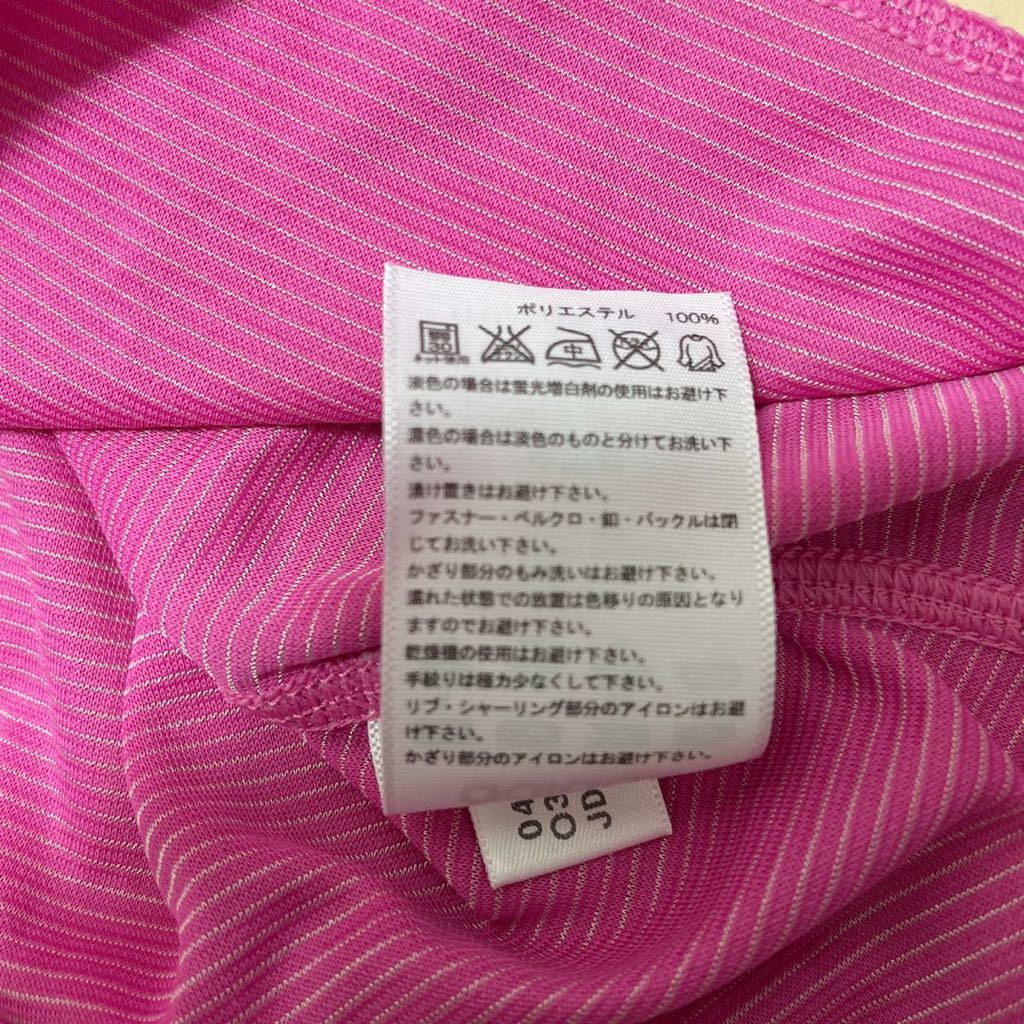 ポリエステル 100%
30 中
ネット使用
淡色の場合は蛍光増白剤の使用はお避け下
さい。
濃色の場合は淡色のものと分けてお洗い下
さい。
漬け置きはお避け下さい。
ファスナー・ベルクロ・釦・バックルは閉
じてお洗い下さい。
かざり部分のもみ洗いはお避け下さい。
濡れた状態での放置は色移りの原因となり
ますのでお避け下さい。
乾燥機の使用はお避け下さい。
手絞りは極力少なくして下さい。
リブ・シャーリング部分のアイロンはお避
け下さい。
かざり部分のアイロンはお避け下さい。
04
03
JD